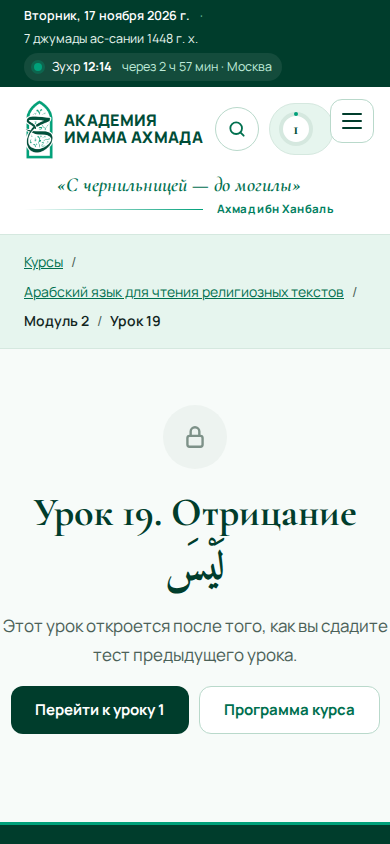 Вторник, 17 ноября 2026 г. ·
7 джумады ас-сании 1448 г. х.
Зухр 12:14 через 2 ч 57 мин · Москва
АКАДЕМИЯ
ИМАМА АХМАДА
1
«С чернильницей — до могилы»
Ахмад ибн Ханбаль
Курсы /
Арабский язык для чтения религиозных текстов /
Модуль 2 / Урок 19
Урок 19. Отрицание
لَيْسَ
Этот урок откроется после того, как вы сдадите
тест предыдущего урока.
Перейти к уроку 1
Программа курса